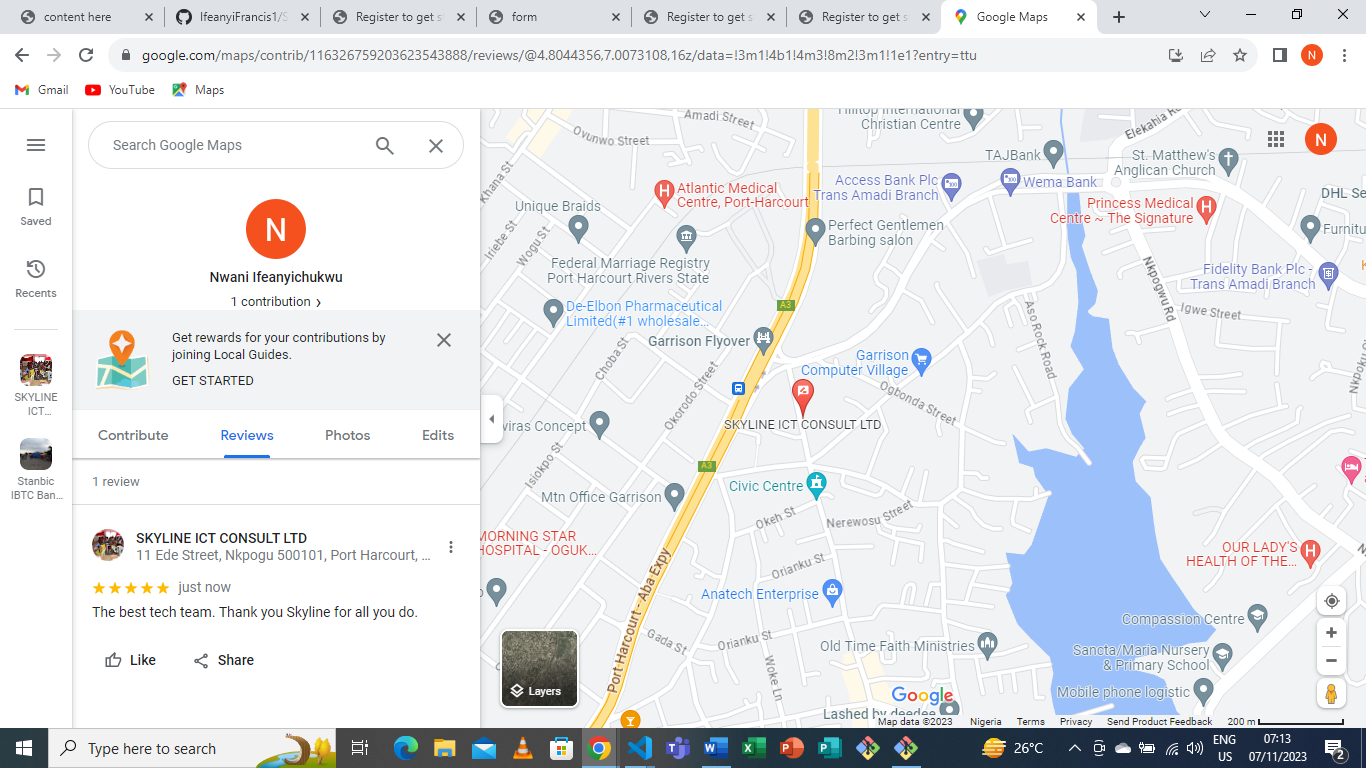 content here
IfeanyiFrancis1/S
Register to get s
form
Register to get s
Register to get s
Google Maps
google.com/maps/contrib/116326759203623543888/reviews/@4.8044356,7.0073108,16z/data=!3m1!4b1!4m3!8m2!3m1!1e1?entry=ttu
N
Gmail
YouTube
Maps
Search Google Maps
Saved
Recents
SKYLINE
ICT...
Stanbic
IBTC Ban...
N
Nwani Ifeanyichukwu
1 contribution
Get rewards for your contributions by
joining Local Guides.
GET STARTED
Contribute
Reviews
Photos
Edits
1 review
SKYLINE ICT CONSULT LTD
11 Ede Street, Nkpogu 500101, Port Harcourt, ...
just now
The best tech team. Thank you Skyline for all you do.
Like
Share
Amadi Street
Hilltop International
Christian Centre
Ovunwo Street
Elekahia Ro
N
TAJBank
St. Matthew's
Anglican Church
Khana St
Atlantic Medical
Centre, Port-Harcourt
Access Bank Plc
Trans Amadi Branch
Wema Bank
DHL Se
Unique Braids
Princess Medical
Centre ~ The Signature
Iriebe St
Wogu St
Perfect Gentlemen
Barbing salon
Furnitu
Federal Marriage Registry
Port Harcourt Rivers State
Nkpogwu Rd
Fidelity Bank Plc -
Trans Amadi Branch
De-Elbon Pharmaceutical
Limited(#1 wholesale...
A3
Igwe Street
Aso Rock Road
Garrison Flyover
Choba St
Garrison
Computer Village
Okorodo Street
Ogbonda Street
Nkpoku
SKYLINE ICT CONSULT LTD
viras Concept
Isiokpo St
A3
Mtn Office Garrison
Civic Centre
Okeh St
Nerewosu Street
MORNING STAR
HOSPITAL - OGUK...
OUR LADY'S
HEALTH OF THE...
Orianku St
Port Harcourt - Aba Expy
Anatech Enterprise
Compassion Centre
Gada St
Orianku St
Old Time Faith Ministries
Woke Ln
Sancta/Maria Nursery
& Primary School
Layers
Google
Mobile phone logistic
Lashed by deedee
Map data ©2023
Nigeria
Terms
Privacy
Send Product Feedback
200 m
Type here to search
26°C
ENG
US
07:13
07/11/2023
2